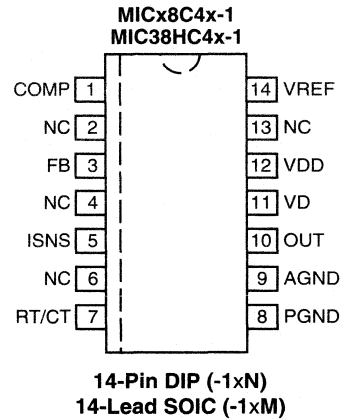 MICx8C4x-1
MIC38HC4x-1
COMP 1 14 VREF
NC 2 13 NC
FB 3 12 VDD
NC 4 11 VD
ISNS 5 10 OUT
NC 6 9 AGND
RT/CT 7 8 PGND
14-Pin DIP (-1xN)
14-Lead SOIC (-1xM)